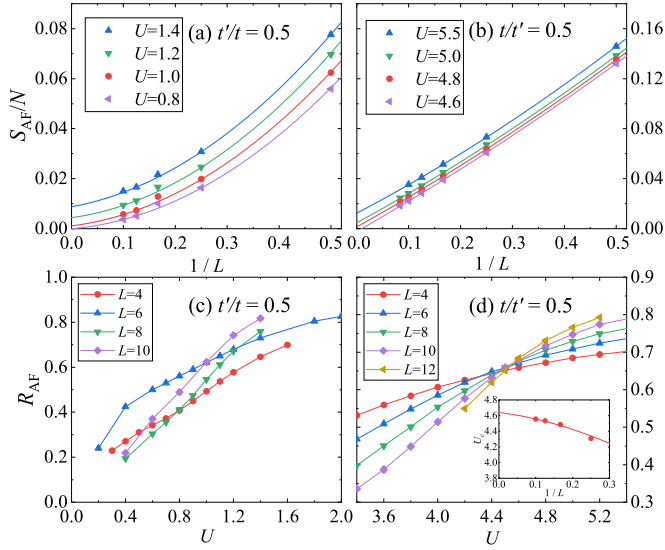 (a) t'/t = 0.5
U=1.4
U=1.2
U=1.0
U=0.8
0.08
0.06
0.04
0.02
0.00
S_AF/N
0.0 0.1 0.2 0.3 0.4 0.5
1 / L
(b) t/t' = 0.5
U=5.5
U=5.0
U=4.8
U=4.6
0.16
0.12
0.08
0.04
0.00
0.0 0.1 0.2 0.3 0.4 0.5
1 / L
(c) t'/t = 0.5
L=4
L=6
L=8
L=10
1.0
0.8
0.6
0.4
0.2
0.0
R_AF
0.0 0.4 0.8 1.2 1.6 2.0
U
(d) t/t' = 0.5
L=4
L=6
L=8
L=10
L=12
0.9
0.8
0.7
0.6
0.5
0.4
0.3
3.6 4.0 4.4 4.8 5.2
U
4.8
4.6
4.4
4.2
4.0
3.8
U_c
0.0 0.1 0.2 0.3
1 / L